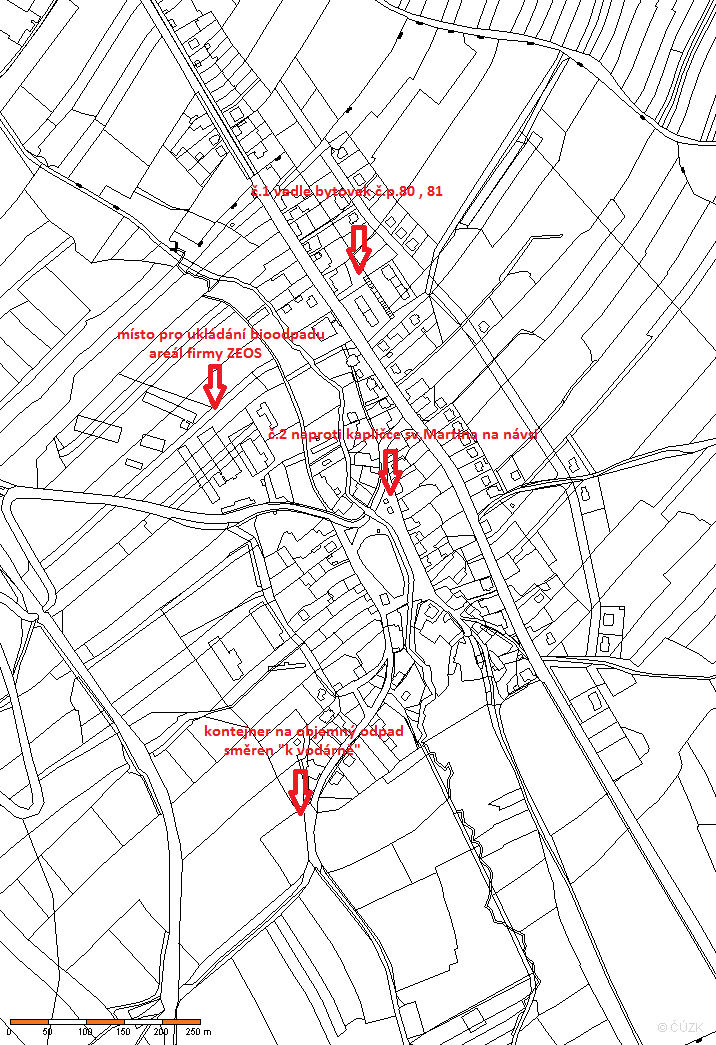 č.1 vedle bytovek č.p.80 , 81
místo pro ukládání bioodpadu
areál firmy ZEOS
č.2 naproti kapličce sv.Martina na návsi
kontejner na objemný odpad
směren "k vodárně"
0 50 100 150 200 250 m
© ČÚZK